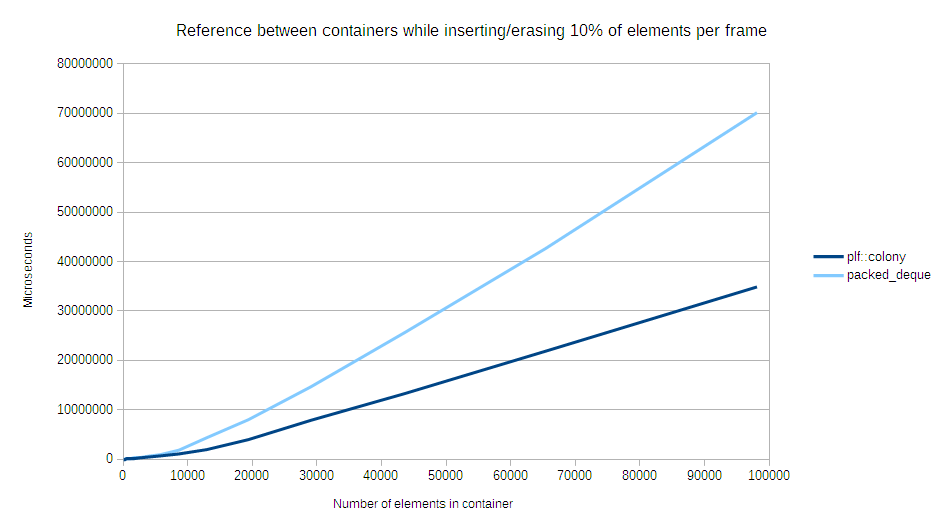 Reference between containers while inserting/erasing 10% of elements per frame
80000000
70000000
60000000
50000000
40000000
30000000
20000000
10000000
0
Microseconds
0 10000 20000 30000 40000 50000 60000 70000 80000 90000 100000
Number of elements in container
plf::colony
packed_deque